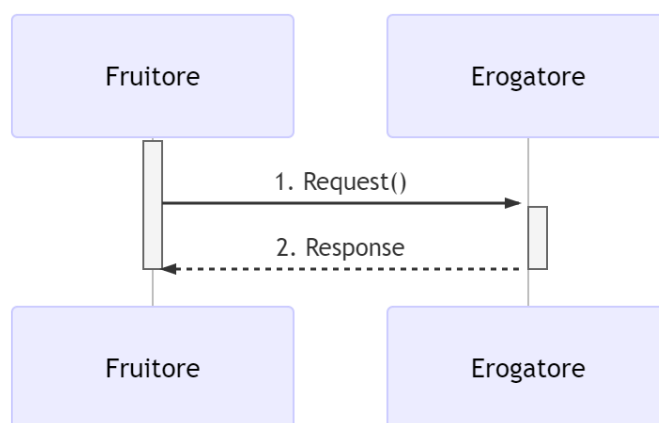 Fruitore
Erogatore
1. Request()
2. Response
Fruitore
Erogatore